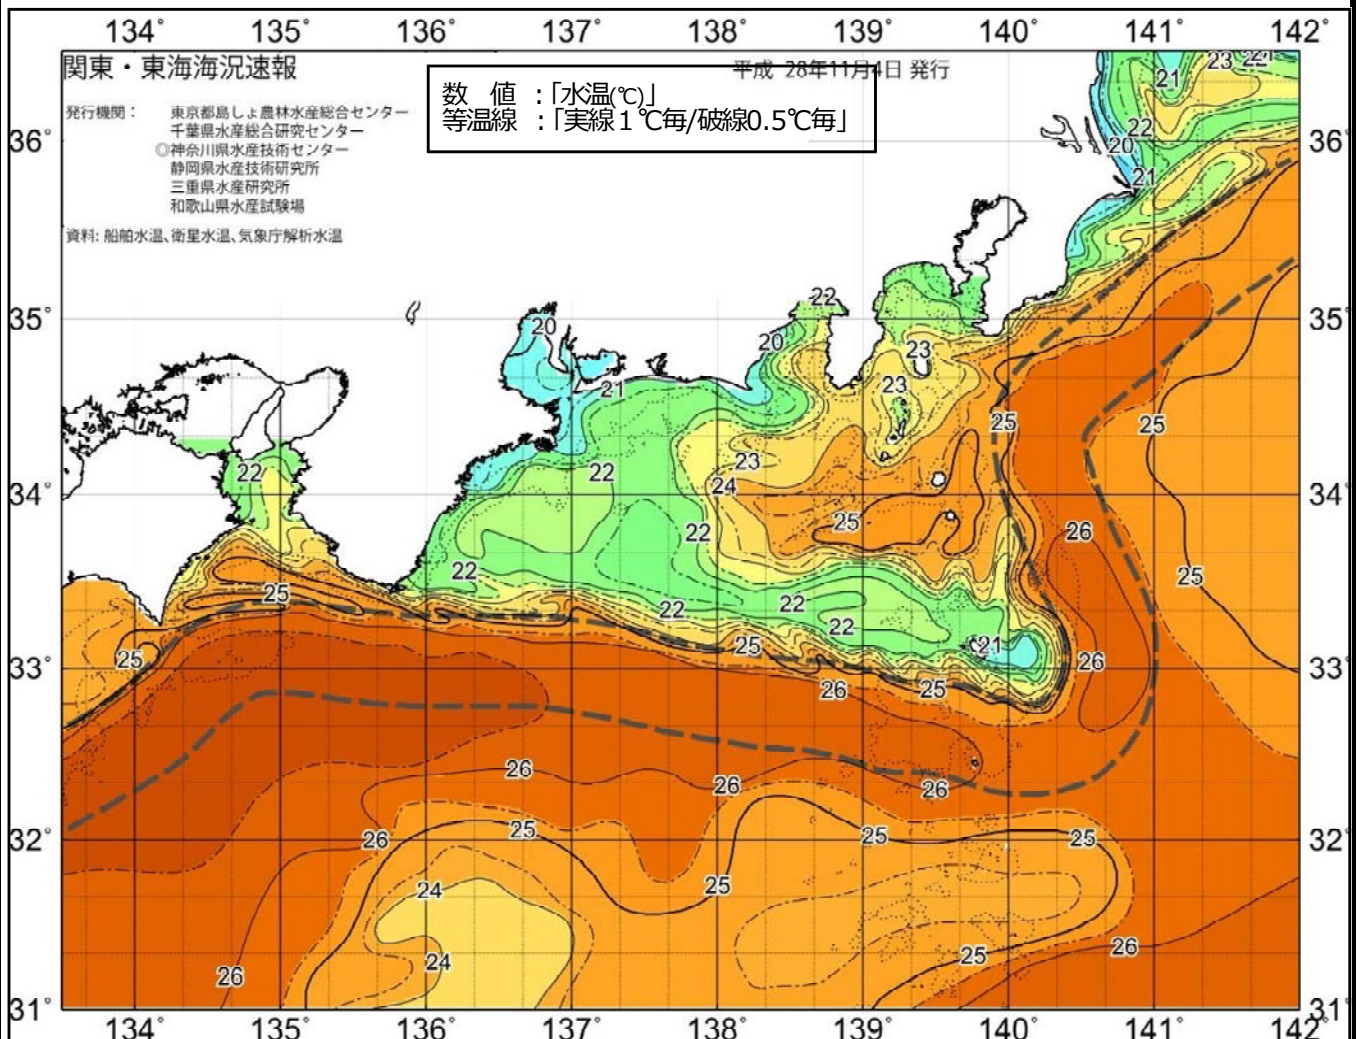 134° 135° 136° 137° 138° 139° 140° 141° 142°
関東・東海海況速報
平成 28年11月4日 発行
数 値 :「水温(℃)」
等温線 :「実線１℃毎/破線0.5℃毎」
発行機関: 東京都島しょ農林水産総合センター
千葉県水産総合研究センター
◎神奈川県水産技術センター
静岡県水産技術研究所
三重県水産研究所
和歌山県水産試験場
資料: 船舶水温､衛星水温､気象庁解析水温
23 22
21
22
36° 20 36°
21
22
35° 20 20 35°
23
21 23
25 25
22 22 23
24
34° 34°
25 26
22
22 25
25 22 22
22
25 25 21
33° 26 33°
26 25
26 26 26
32° 26 25 25 25 32°
24 25
24 25 26
26
31° 31°
134° 135° 136° 137° 138° 139° 140° 141° 142°